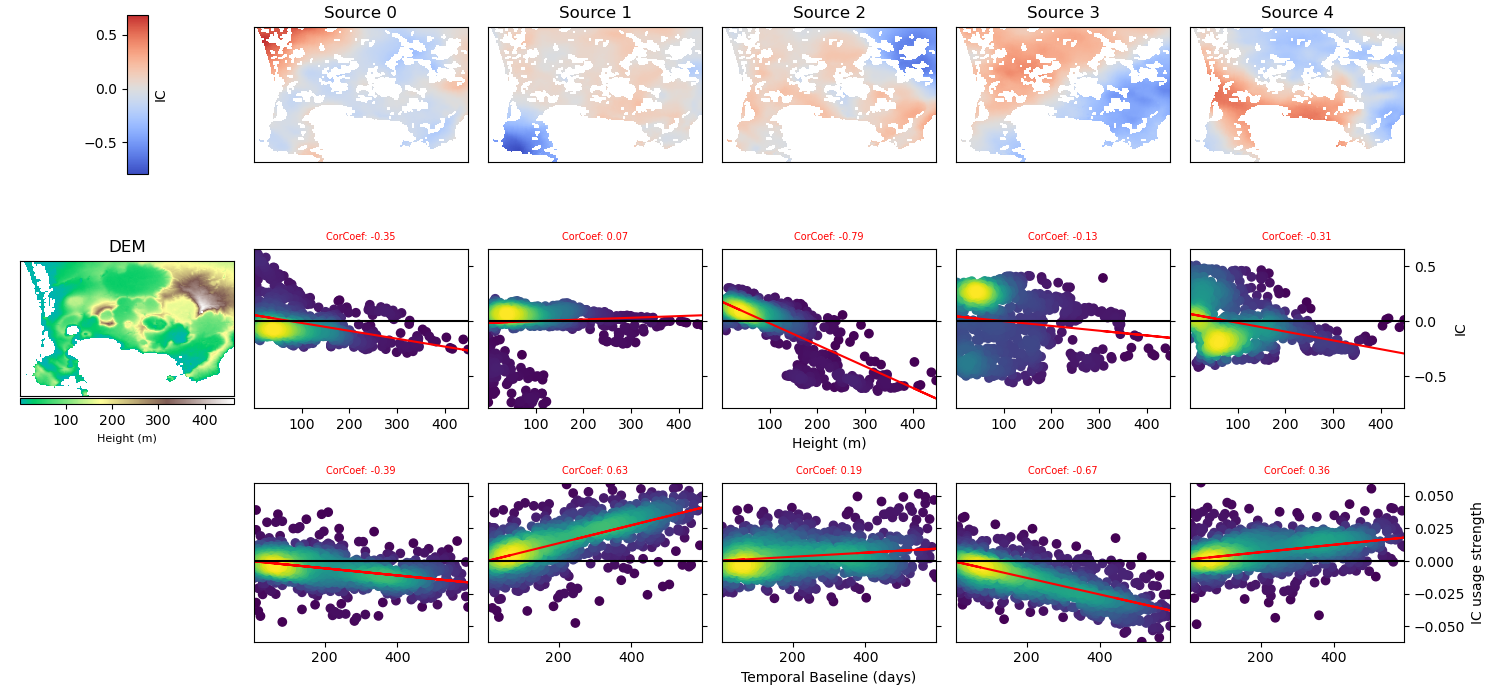 Source 0
Source 1
Source 2
Source 3
Source 4
0.5
0.0
−0.5
IC
DEM
100
200
300
400
Height (m)
CorCoef: -0.35
CorCoef: 0.07
CorCoef: -0.79
CorCoef: -0.13
CorCoef: -0.31
0.5
0.0
−0.5
IC
100
200
300
400
100
200
300
400
100
200
300
400
100
200
300
400
100
200
300
400
Height (m)
CorCoef: -0.39
CorCoef: 0.63
CorCoef: 0.19
CorCoef: -0.67
CorCoef: 0.36
0.050
0.025
0.000
−0.025
−0.050
IC usage strength
200
400
200
400
200
400
200
400
200
400
Temporal Baseline (days)